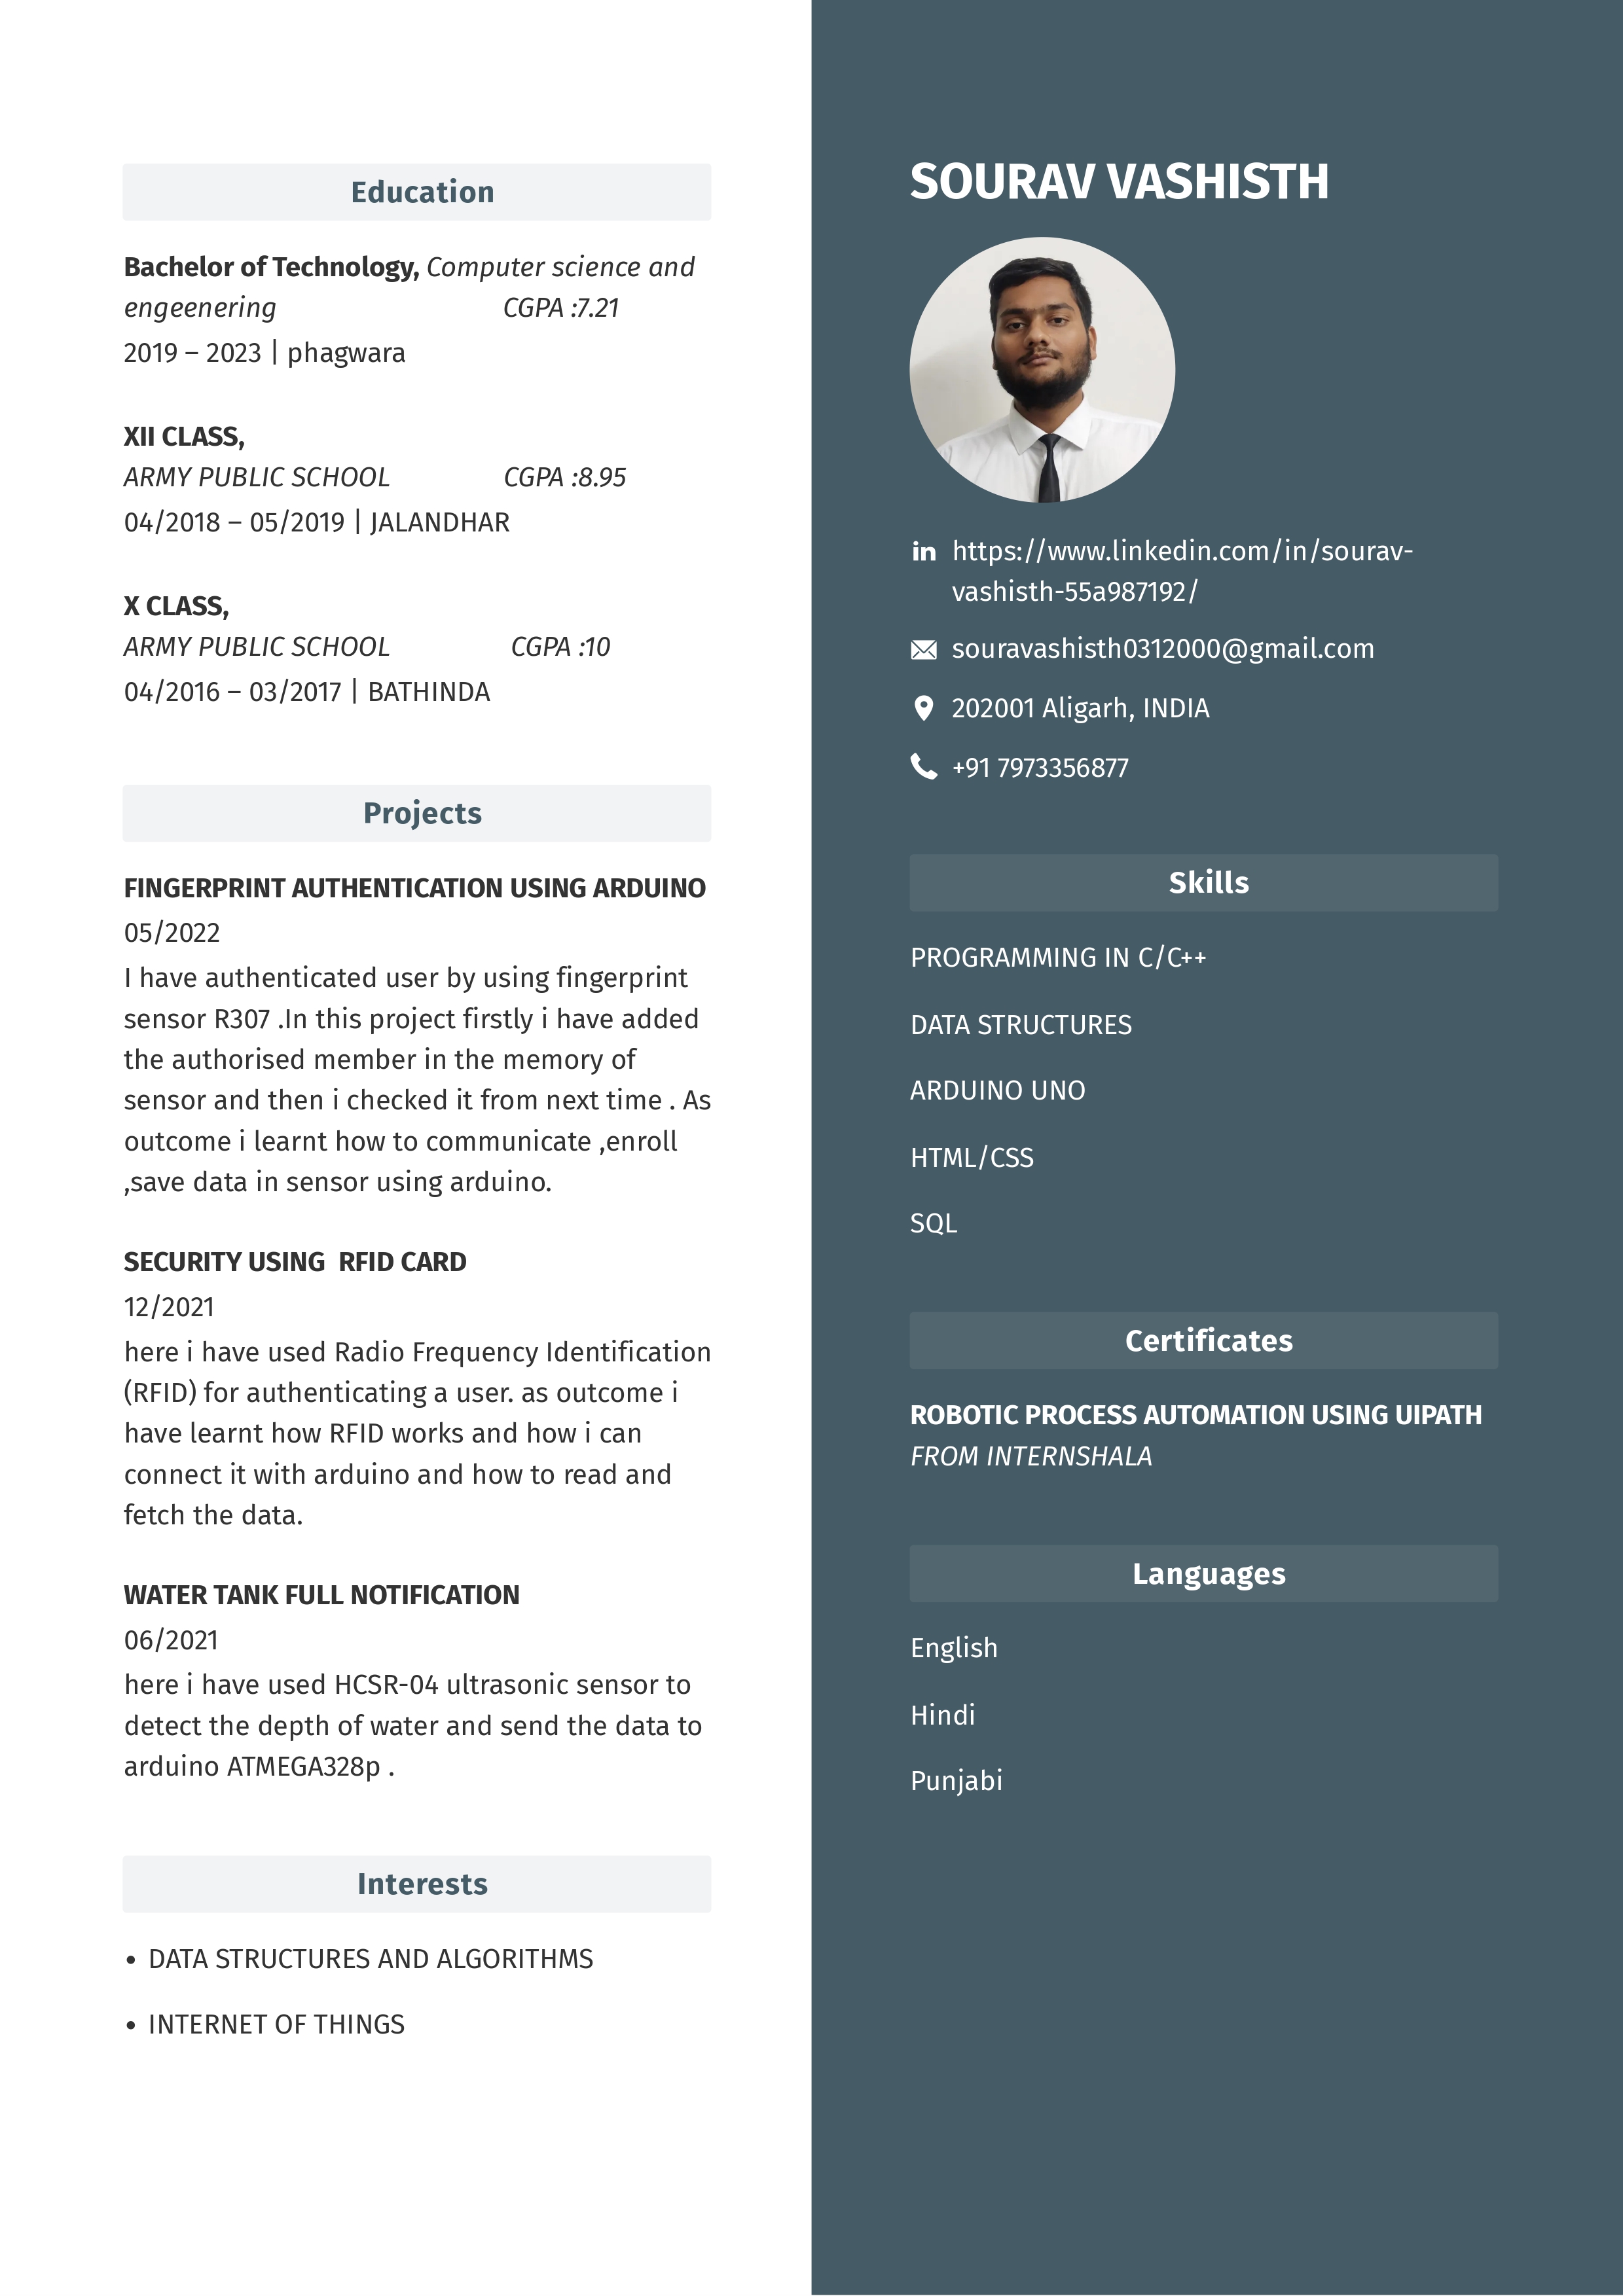 Education
Bachelor of Technology, Computer science and
engeenering CGPA :7.21
2019 – 2023 | phagwara
XII CLASS,
ARMY PUBLIC SCHOOL CGPA :8.95
04/2018 – 05/2019 | JALANDHAR
X CLASS,
ARMY PUBLIC SCHOOL CGPA :10
04/2016 – 03/2017 | BATHINDA
Projects
FINGERPRINT AUTHENTICATION USING ARDUINO
05/2022
I have authenticated user by using fingerprint
sensor R307 .In this project firstly i have added
the authorised member in the memory of
sensor and then i checked it from next time . As
outcome i learnt how to communicate ,enroll
,save data in sensor using arduino.
SECURITY USING  RFID CARD
12/2021
here i have used Radio Frequency Identification
(RFID) for authenticating a user. as outcome i
have learnt how RFID works and how i can
connect it with arduino and how to read and
fetch the data.
WATER TANK FULL NOTIFICATION
06/2021
here i have used HCSR-04 ultrasonic sensor to
detect the depth of water and send the data to
arduino ATMEGA328p .
Interests
• DATA STRUCTURES AND ALGORITHMS
• INTERNET OF THINGS
SOURAV VASHISTH
in https://www.linkedin.com/in/sourav-
vashisth-55a987192/
souravashisth0312000@gmail.com
202001 Aligarh, INDIA
+91 7973356877
Skills
PROGRAMMING IN C/C++
DATA STRUCTURES
ARDUINO UNO
HTML/CSS
SQL
Certificates
ROBOTIC PROCESS AUTOMATION USING UIPATH
FROM INTERNSHALA
Languages
English
Hindi
Punjabi